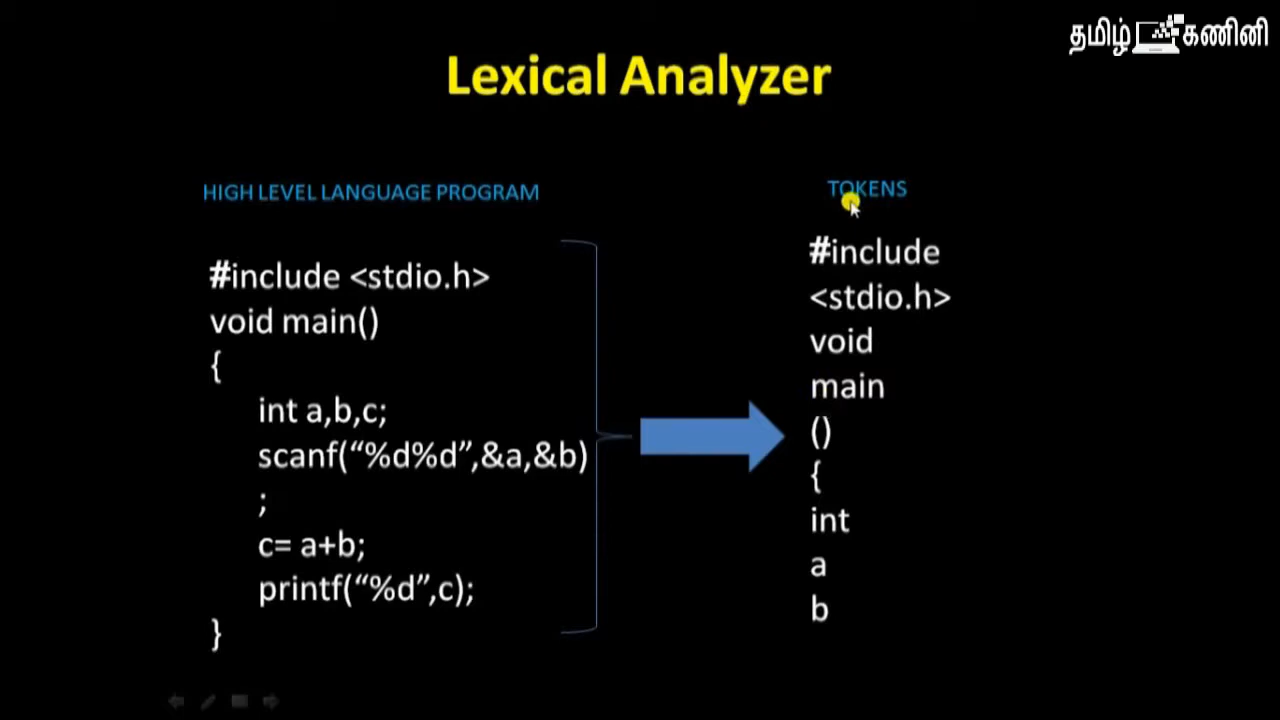 தமிழ் கணினி
Lexical Analyzer
HIGH LEVEL LANGUAGE PROGRAM
#include <stdio.h>
void main()
{
int a,b,c;
scanf(“%d%d”,&a,&b)
;
c= a+b;
printf(“%d”,c);
}
TOKENS
#include
<stdio.h>
void
main
()
{
int
a
b